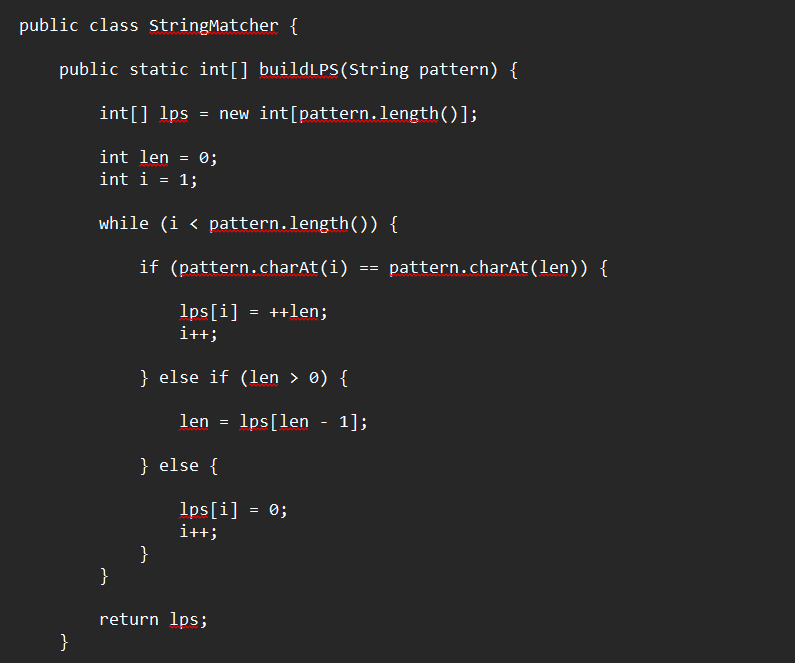 public class StringMatcher {
public static int[] buildLPS(String pattern) {
int[] lps = new int[pattern.length()];
int len = 0;
int i = 1;
while (i < pattern.length()) {
if (pattern.charAt(i) == pattern.charAt(len)) {
lps[i] = ++len;
i++;
} else if (len > 0) {
len = lps[len - 1];
} else {
lps[i] = 0;
i++;
}
}
return lps;
}